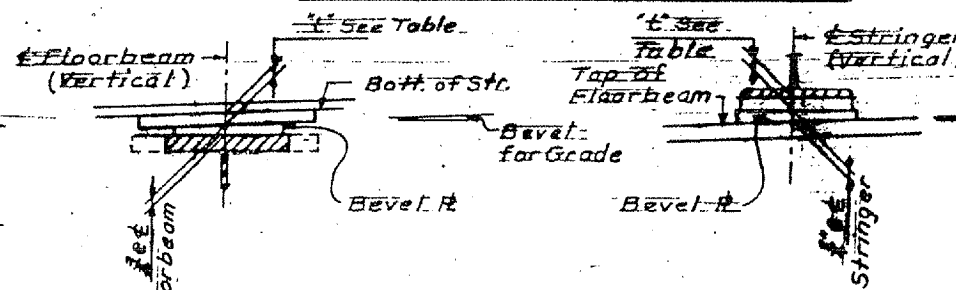 "t" See Table
℄ Floorbeam
(Vertical)
Bott. of Str.
Bevel ℞
"t" See
Table
℄ Stringer
(Vertical)
Top of
Floorbeam
Bevel
for Grade
Bevel ℞
Stringer